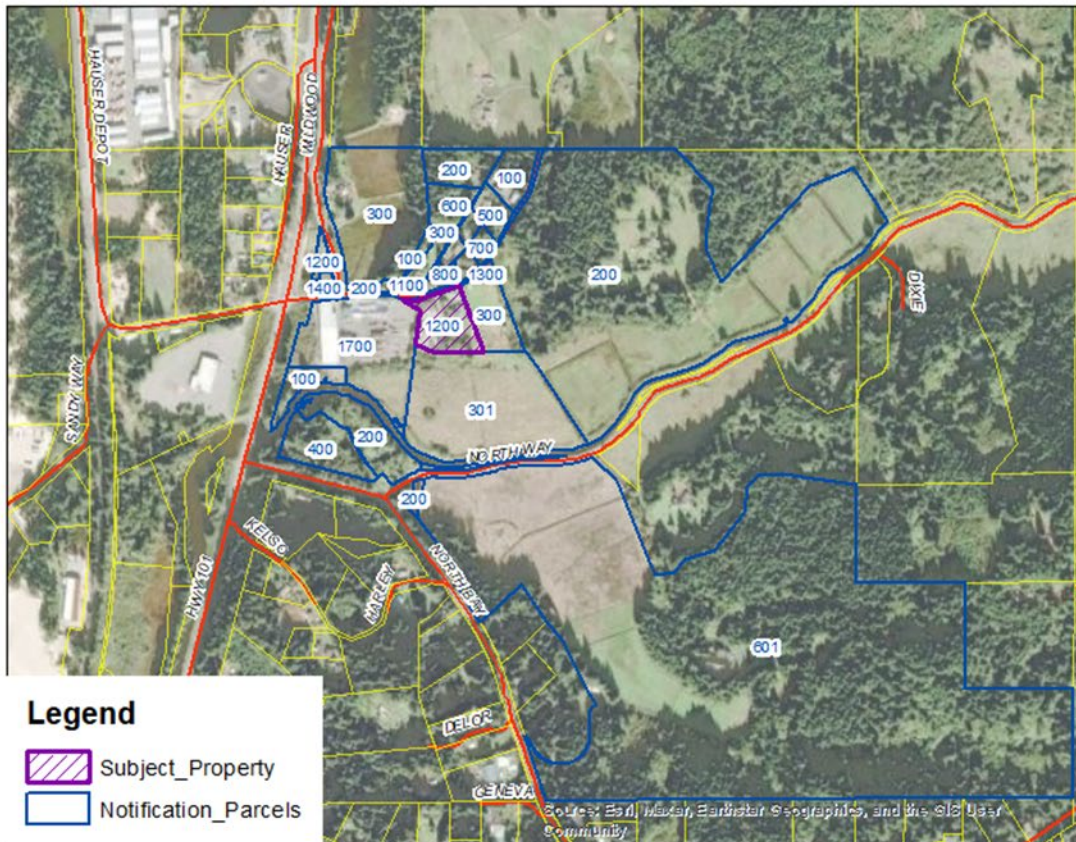 HAUSER DEPOT
HAUSER
WILDWOOD
200
100
600
300
500
300
700
1200
100
800
1300
1400
200
1100
200
300
1200
1700
DIXIE
100
301
SANDY WAY
200
400
NORTH WAY
200
KELSO
HWY 101
HARLEY
NORTH BAY
601
DELOR
GENEVA
Legend
Subject_Property
Notification_Parcels
Source: Esri, Maxar, Earthstar Geographics, and the GIS User
Community